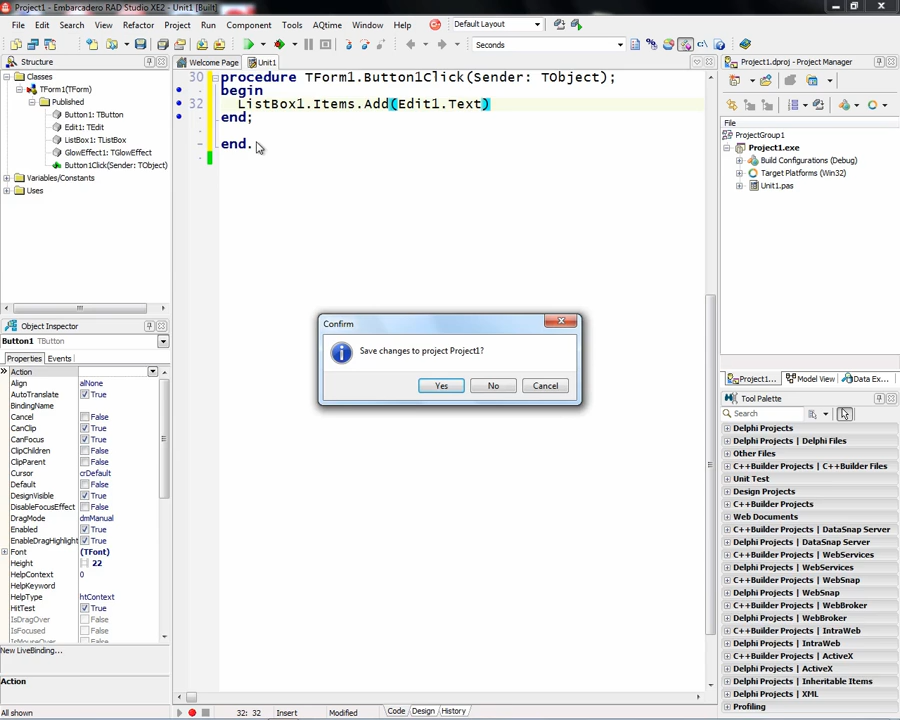 Project1 - Embarcadero RAD Studio XE2 - Unit1 [Built]
File Edit Search View Refactor Project Run Component Tools AQtime Window Help Default Layout
Seconds
Structure
Classes
TForm1(TForm)
Published
Button1: TButton
Edit1: TEdit
ListBox1: TListBox
GlowEffect1: TGlowEffect
Button1Click(Sender: TObject)
Variables/Constants
Uses
Object Inspector
Button1 TButton
Properties Events
Action
Align alNone
AutoTranslate True
BindingName
Cancel False
CanClip True
CanFocus True
ClipChildren False
ClipParent False
Cursor crDefault
Default False
DesignVisible True
DisableFocusEffect False
DragMode dmManual
Enabled True
EnableDragHighlight True
Font (TFont)
Height 22
HelpContext 0
HelpKeyword
HelpType htContext
HitTest True
IsDragOver False
IsFocused False
IsMouseOver False
New LiveBinding...
Action
All shown
Welcome Page Unit1
30 procedure TForm1.Button1Click(Sender: TObject);
begin
32 ListBox1.Items.Add(Edit1.Text)
end;
end.
Confirm
Save changes to project Project1?
Yes No Cancel
32: 32 Insert Modified Code Design History
Project1.dproj - Project Manager
File
ProjectGroup1
Project1.exe
Build Configurations (Debug)
Target Platforms (Win32)
Unit1.pas
Project1... Model View Data Ex...
Tool Palette
Search
Delphi Projects
Delphi Projects | Delphi Files
Other Files
C++Builder Projects | C++Builder Files
Unit Test
Design Projects
C++Builder Projects
Web Documents
C++Builder Projects | DataSnap Server
Delphi Projects | DataSnap Server
C++Builder Projects | WebServices
Delphi Projects | WebServices
C++Builder Projects | WebSnap
Delphi Projects | WebSnap
C++Builder Projects | WebBroker
Delphi Projects | WebBroker
C++Builder Projects | IntraWeb
Delphi Projects | IntraWeb
C++Builder Projects | ActiveX
Delphi Projects | ActiveX
Delphi Projects | Inheritable Items
Delphi Projects | XML
Profiling